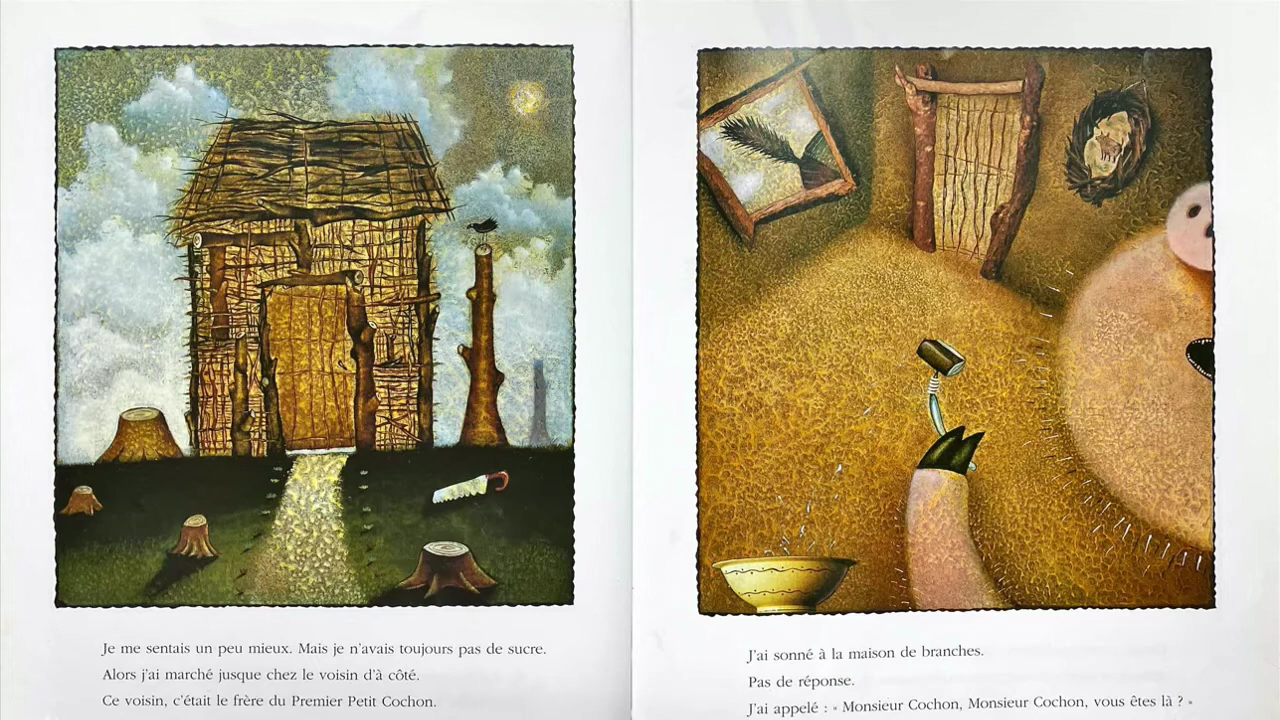 Je me sentais un peu mieux. Mais je n'avais toujours pas de sucre.
Alors j'ai marché jusque chez le voisin d'à côté.
Ce voisin, c'était le frère du Premier Petit Cochon.
J'ai sonné à la maison de branches.
Pas de réponse.
J'ai appelé : « Monsieur Cochon, Monsieur Cochon, vous êtes là ? »